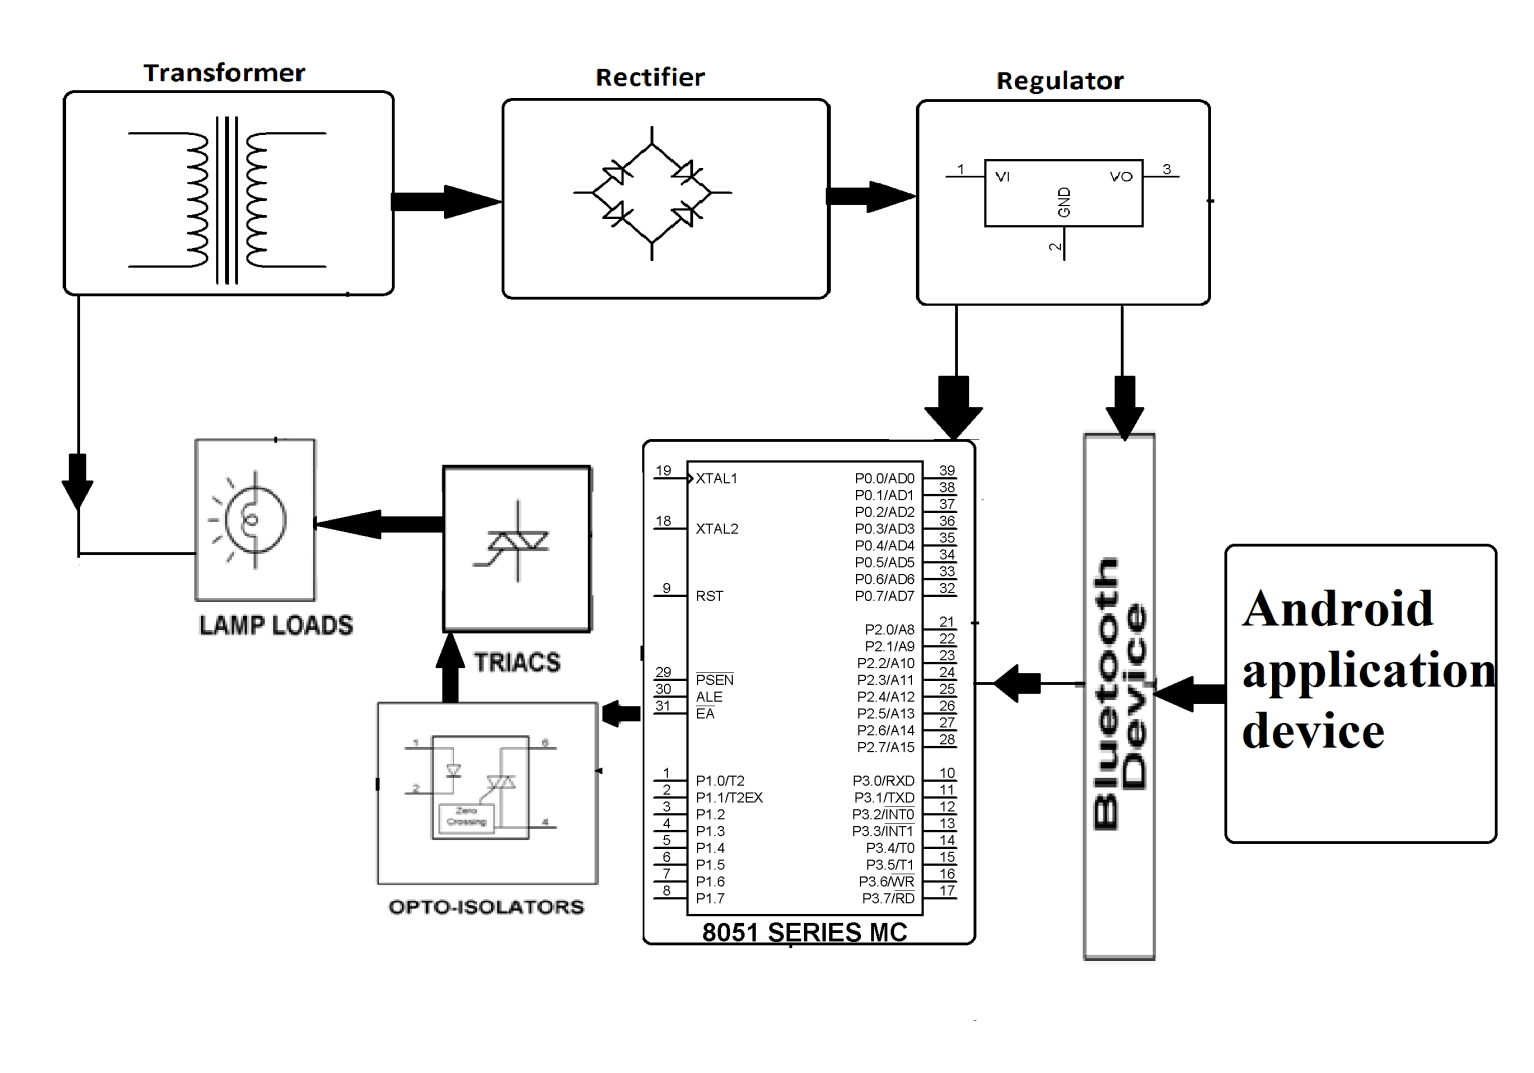 Transformer
Rectifier
Regulator
1 VI VO 3
GND
2
LAMP LOADS
TRIACS
1 6
2
Zero
Crossing
4
OPTO-ISOLATORS
19 XTAL1 P0.0/AD0 39
P0.1/AD1 38
P0.2/AD2 37
18 XTAL2 P0.3/AD3 36
P0.4/AD4 35
P0.5/AD5 34
P0.6/AD6 33
9 RST P0.7/AD7 32
P2.0/A8 21
P2.1/A9 22
P2.2/A10 23
29 PSEN P2.3/A11 24
30 ALE P2.4/A12 25
31 EA P2.5/A13 26
P2.6/A14 27
P2.7/A15 28
1 P1.0/T2 P3.0/RXD 10
2 P1.1/T2EX P3.1/TXD 11
3 P1.2 P3.2/INT0 12
4 P1.3 P3.3/INT1 13
5 P1.4 P3.4/T0 14
6 P1.5 P3.5/T1 15
7 P1.6 P3.6/WR 16
8 P1.7 P3.7/RD 17
8051 SERIES MC
Bluetooth
Device
Android
application
device